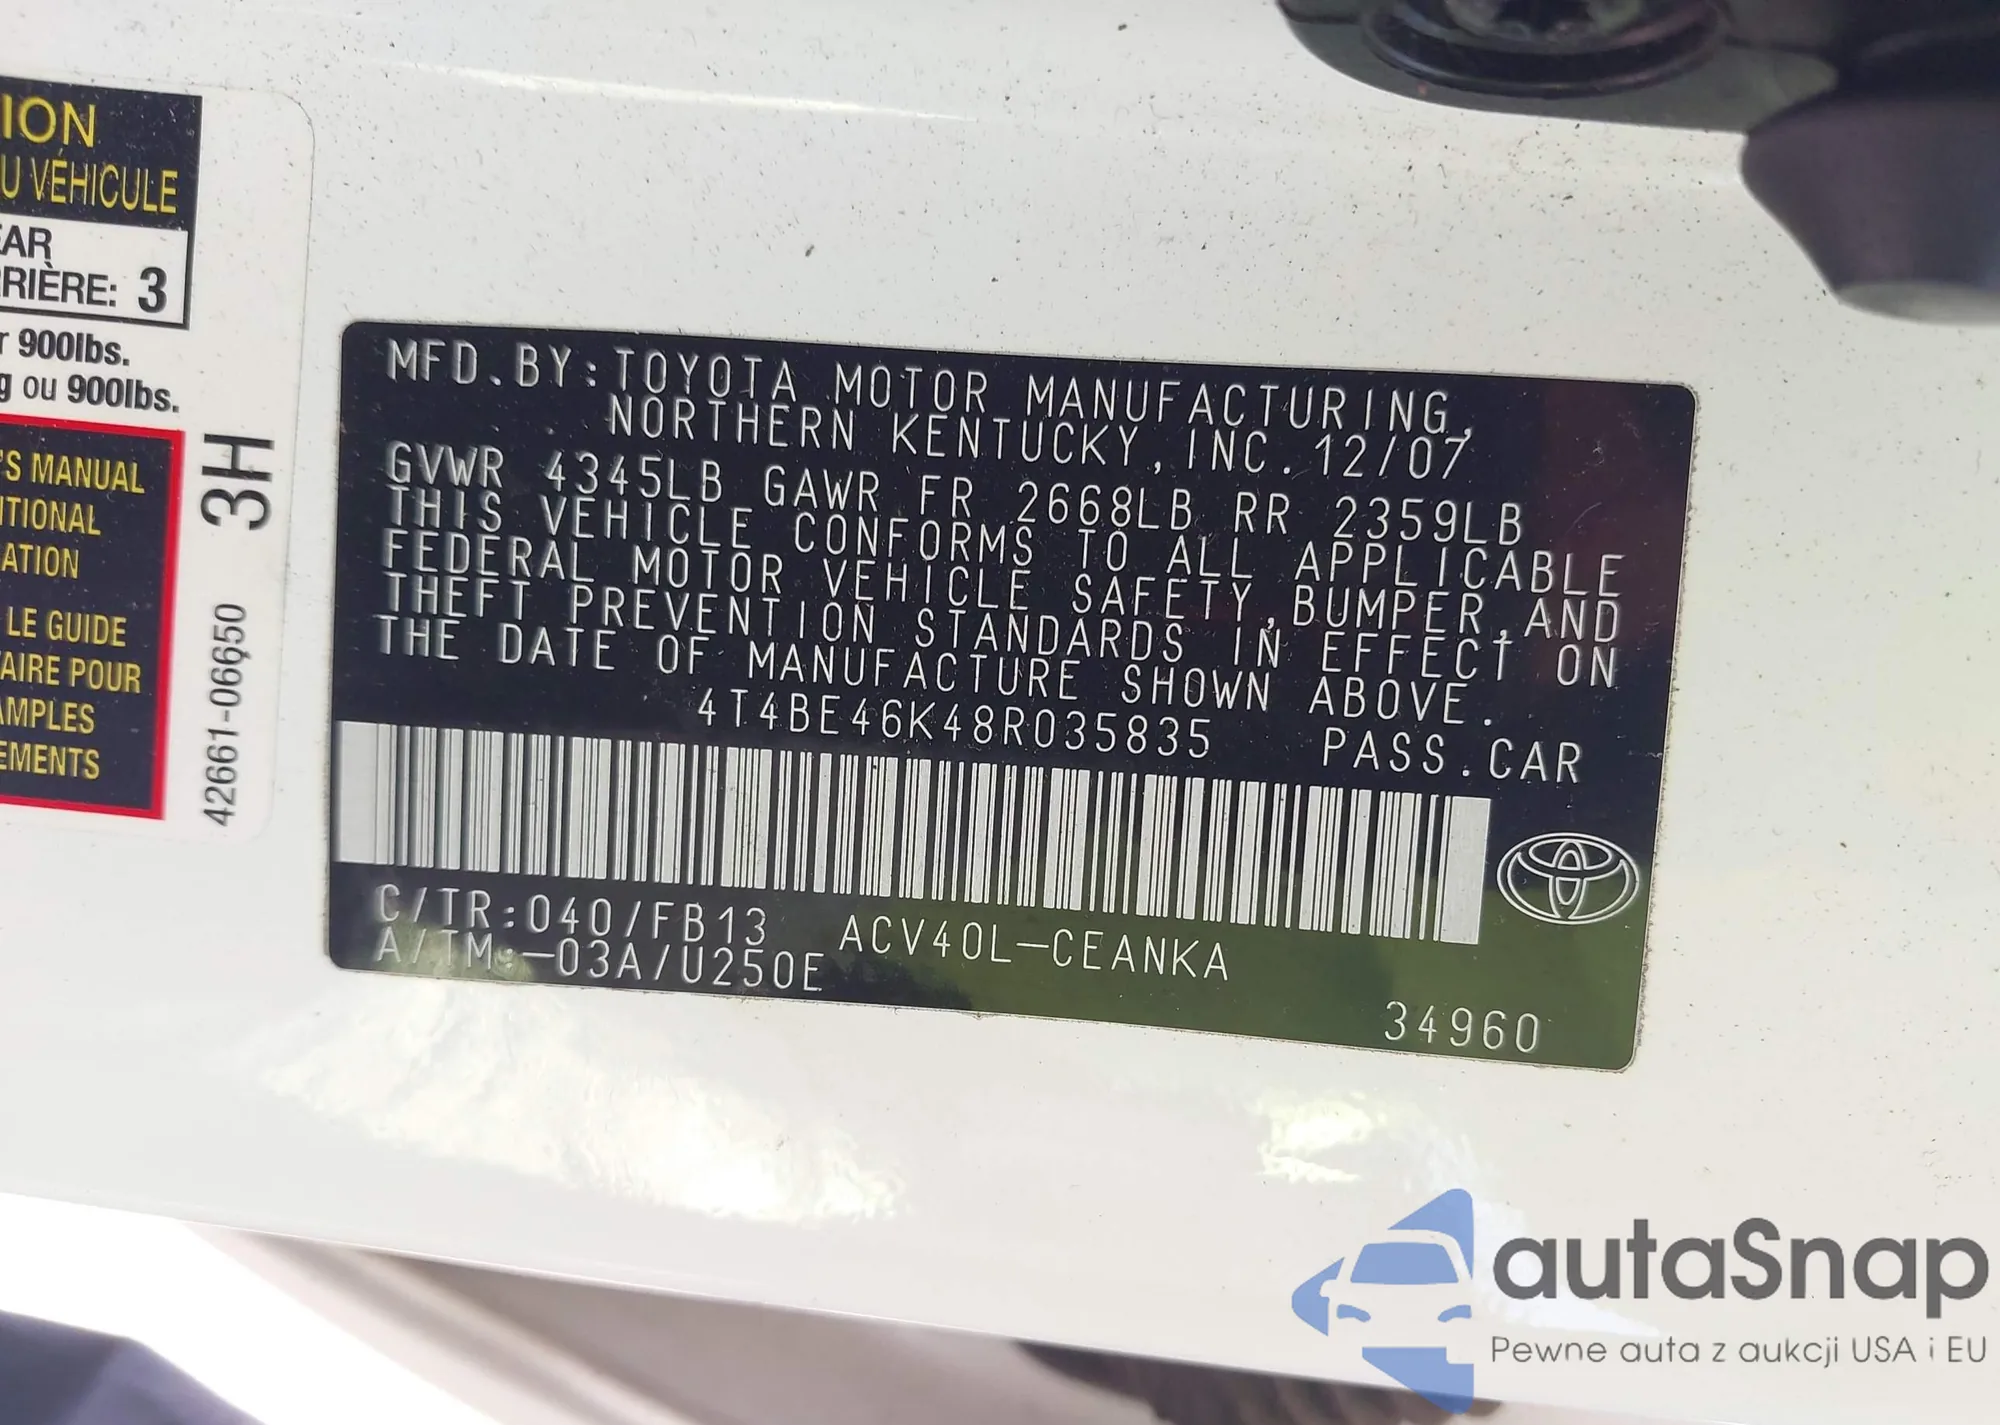 ION
U VÉHICULE
EAR
RRIÈRE: 3
r 900lbs.
g ou 900lbs.
'S MANUAL
ITIONAL
ATION
LE GUIDE
AIRE POUR
AMPLES
EMENTS
42661-06650 3H
MFD.BY:TOYOTA MOTOR MANUFACTURING,
NORTHERN KENTUCKY, INC. 12/07
GVWR 4345LB GAWR FR 2668LB RR 2359LB
THIS VEHICLE CONFORMS TO ALL APPLICABLE
FEDERAL MOTOR VEHICLE SAFETY,BUMPER,AND
THEFT PREVENTION STANDARDS IN EFFECT ON
THE DATE OF MANUFACTURE SHOWN ABOVE.
4T4BE46K48R035835 PASS.CAR
C/TR:040/FB13 ACV40L-CEANKA
A/TM:-03A/U250E
34960
autaSnap
Pewne auta z aukcji USA i EU